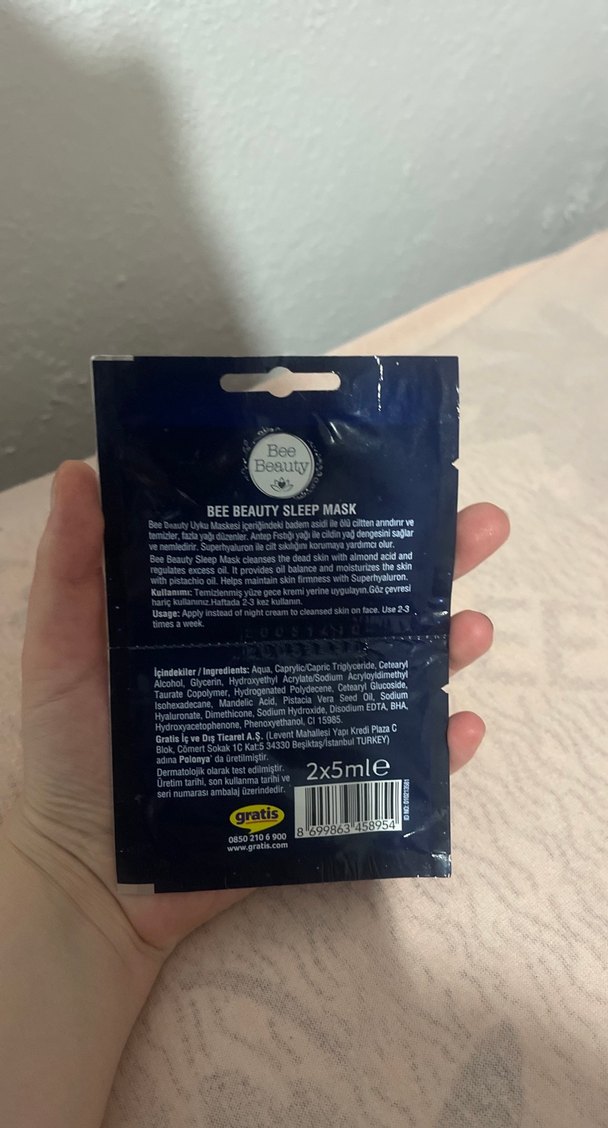 Bee
Beauty
BEE BEAUTY SLEEP MASK
Bee Beauty Uyku Maskesi içeriğindeki badem asidi ile ölü ciltten arındırır ve
temizler, fazla yağı düzenler. Antep Fıstığı yağı ile cildin yağ dengesini sağlar
ve nemledirir. Superhyaluron ile cilt sıkılığını korumaya yardımcı olur.
Bee Beauty Sleep Mask cleanses the dead skin with almond acid and
regulates excess oil. It provides oil balance and moisturizes the skin
with pistachio oil. Helps maintain skin firmness with Superhyaluron.
Kullanımı: Temizlenmiş yüze gece kremi yerine uygulayın.Göz çevresi
hariç kullanınız.Haftada 2-3 kez kullanın.
Usage: Apply instead of night cream to cleansed skin on face. Use 2-3
times a week.
İçindekiler / Ingredients: Aqua, Caprylic/Capric Triglyceride, Cetearyl
Alcohol, Glycerin, Hydroxyethyl Acrylate/Sodium Acryloyldimethyl
Taurate Copolymer, Hydrogenated Polydecene, Cetearyl Glucoside,
Isohexadecane, Mandelic Acid, Pistacia Vera Seed Oil, Sodium
Hyaluronate, Dimethicone, Sodium Hydroxide, Disodium EDTA, BHA,
Hydroxyacetophenone, Phenoxyethanol, CI 15985.
Gratis İç ve Dış Ticaret A.Ş. (Levent Mahallesi Yapı Kredi Plaza C
Blok, Cömert Sokak 1C Kat:5 34330 Beşiktaş/İstanbul TURKEY)
adına Polonya' da üretilmiştir.
Dermatolojik olarak test edilmiştir.
Üretim tarihi, son kullanma tarihi ve
seri numarası ambalaj üzerindedir.
2x5ml e
gratis
0850 210 6 900
www.gratis.com
8 699863 458954